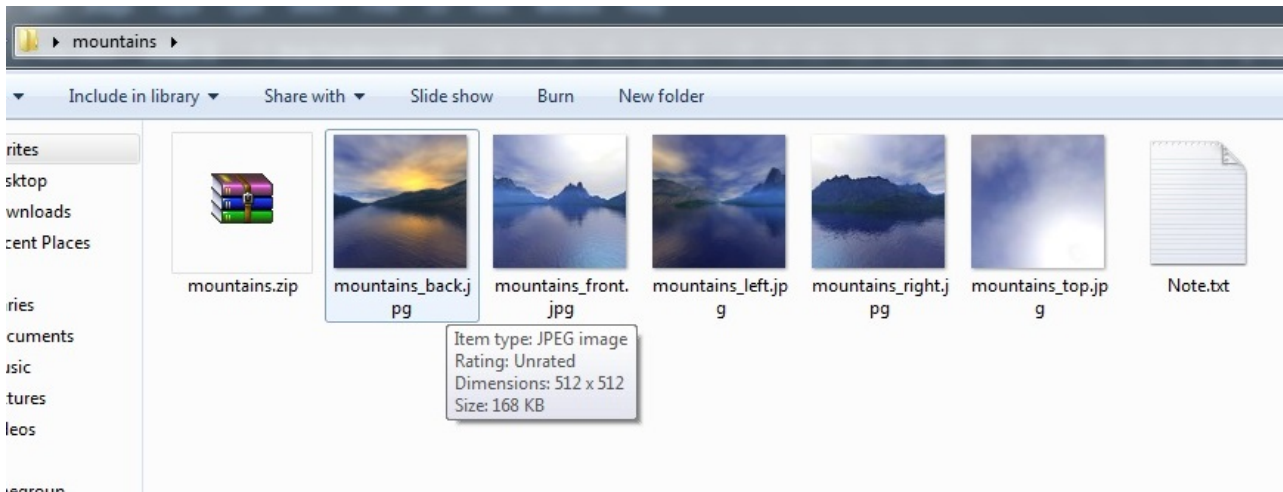 mountains
Include in library Share with Slide show Burn New folder
rites
sktop
wnloads
cent Places
ries
cuments
usic
tures
leos
mountains.zip
mountains_back.j
pg
mountains_front.
jpg
mountains_left.jp
g
mountains_right.j
pg
mountains_top.jp
g
Note.txt
Item type: JPEG image
Rating: Unrated
Dimensions: 512 x 512
Size: 168 KB